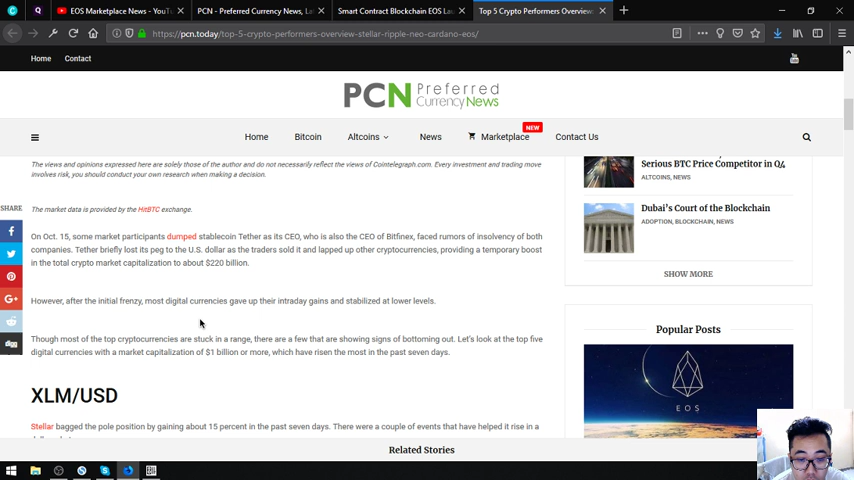 EOS Marketplace News - YouTu
PCN - Preferred Currency News, La
Smart Contract Blockchain EOS Lau
Top 5 Crypto Performers Overview:
https://pcn.today/top-5-crypto-performers-overview-stellar-ripple-neo-cardano-eos/
Home
Contact
PCN Preferred
Currency News
Home
Bitcoin
Altcoins
News
NEW
Marketplace
Contact Us
The views and opinions expressed here are solely those of the author and do not necessarily reflect the views of Cointelegraph.com. Every investment and trading move
involves risk, you should conduct your own research when making a decision.
SHARE
The market data is provided by the HitBTC exchange.
On Oct. 15, some market participants dumped stablecoin Tether as its CEO, who is also the CEO of Bitfinex, faced rumors of insolvency of both
companies. Tether briefly lost its peg to the U.S. dollar as the traders sold it and lapped up other cryptocurrencies, providing a temporary boost
in the total crypto market capitalization to about $220 billion.
However, after the initial frenzy, most digital currencies gave up their intraday gains and stabilized at lower levels.
Though most of the top cryptocurrencies are stuck in a range, there are a few that are showing signs of bottoming out. Let's look at the top five
digital currencies with a market capitalization of $1 billion or more, which have risen the most in the past seven days.
XLM/USD
Stellar bagged the pole position by gaining about 15 percent in the past seven days. There were a couple of events that have helped it rise in a
Serious BTC Price Competitor in Q4
ALTCOINS, NEWS
Dubai's Court of the Blockchain
ADOPTION, BLOCKCHAIN, NEWS
SHOW MORE
Popular Posts
EOS
Related Stories